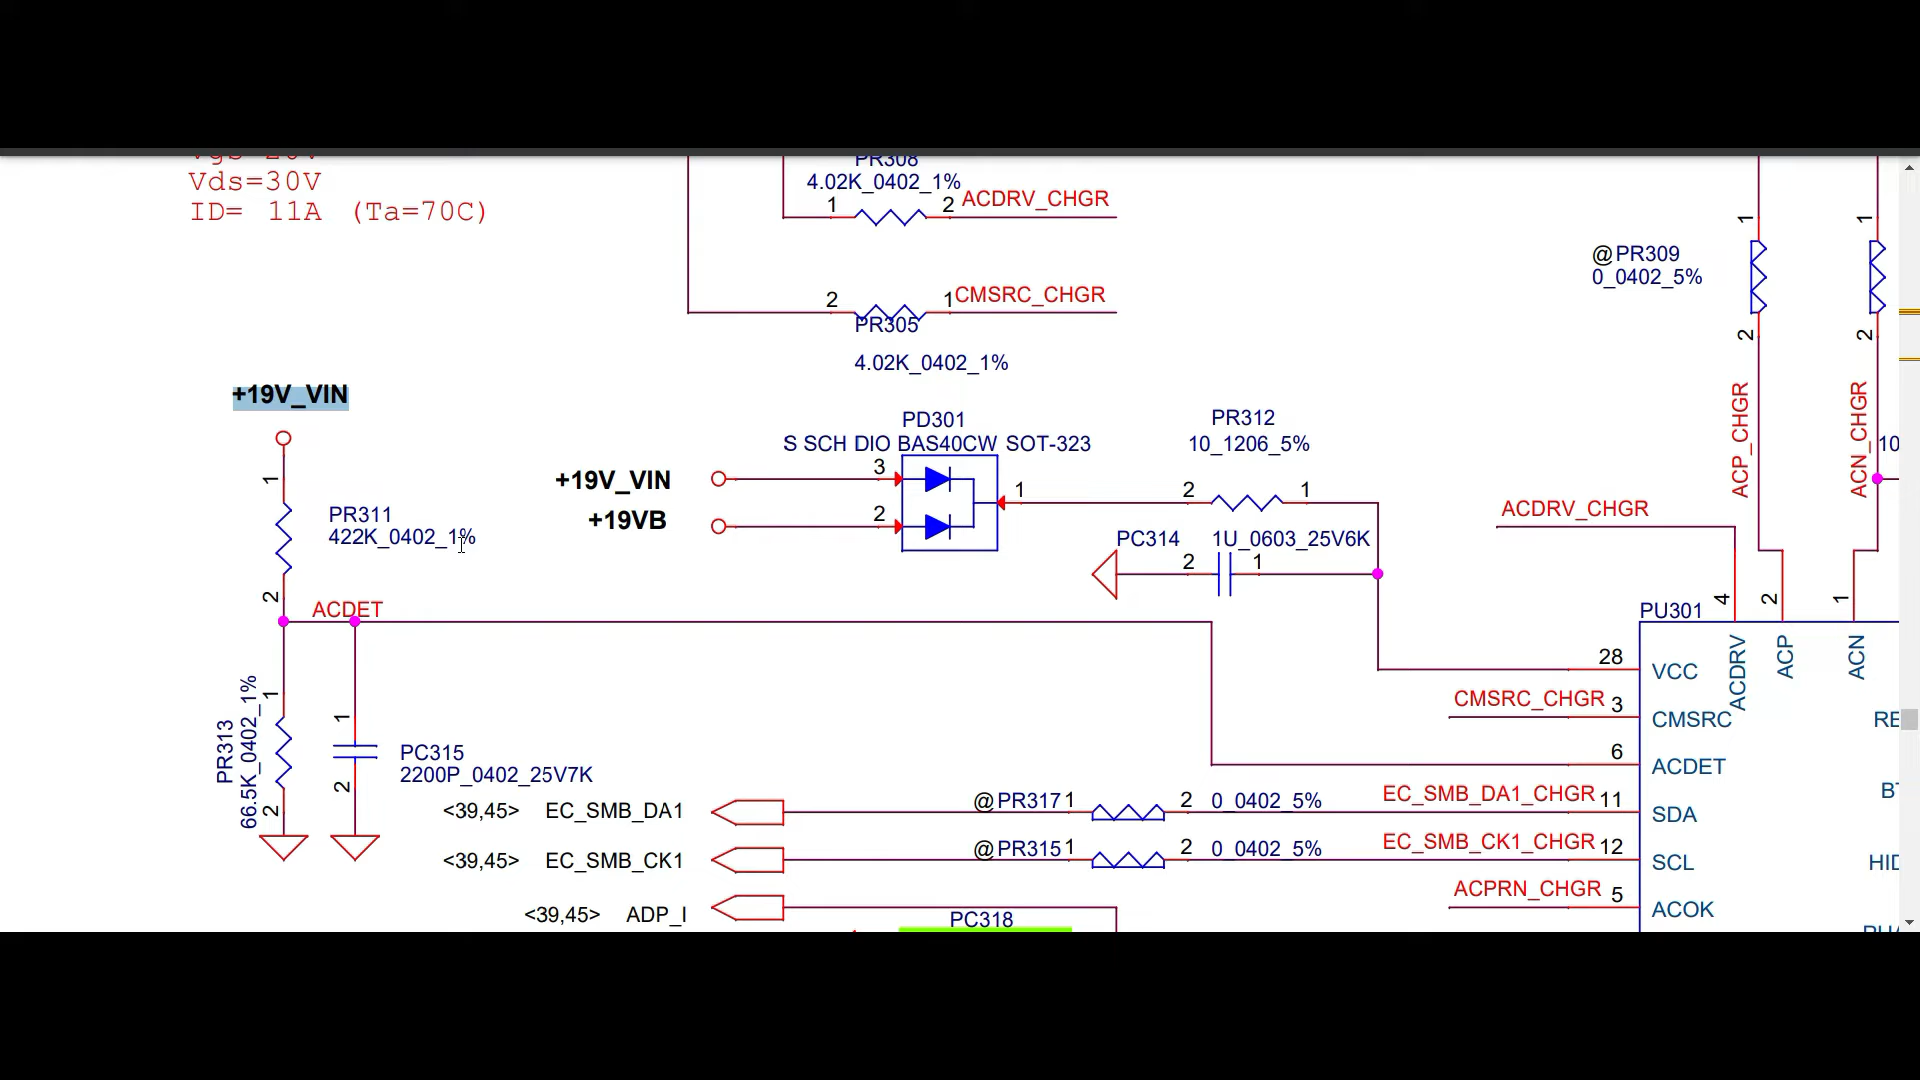 Vds=30V
ID= 11A (Ta=70C)
PR308
4.02K_0402_1%
1
2
ACDRV_CHGR
2
1
CMSRC_CHGR
PR305
4.02K_0402_1%
1
1
@PR309
0_0402_5%
2
2
ACP_CHGR
ACN_CHGR
10
+19V_VIN
1
PR311
422K_0402_1%
2
ACDET
PD301
S SCH DIO BAS40CW SOT-323
+19V_VIN
3
+19VB
2
1
PR312
10_1206_5%
2
1
PC314
1U_0603_25V6K
2
1
ACDRV_CHGR
4
2
1
PU301
ACDRV
ACP
ACN
28
VCC
CMSRC_CHGR
3
CMSRC
6
ACDET
PR313
66.5K_0402_1%
1
2
1
2
PC315
2200P_0402_25V7K
<39,45> EC_SMB_DA1
@PR317
1
2
0_0402_5%
EC_SMB_DA1_CHGR
11
SDA
<39,45> EC_SMB_CK1
@PR315
1
2
0_0402_5%
EC_SMB_CK1_CHGR
12
SCL
ACPRN_CHGR
5
ACOK
<39,45> ADP_I
PC318